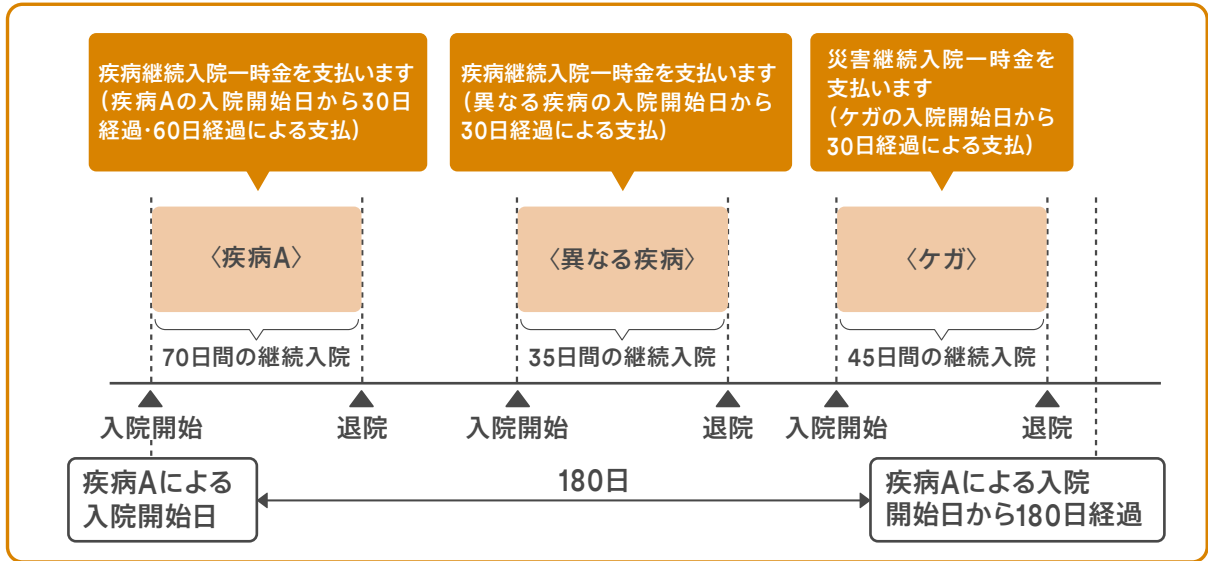 疾病継続入院一時金を支払います
(疾病Aの入院開始日から30日
経過・60日経過による支払)
疾病継続入院一時金を支払います
(異なる疾病の入院開始日から
30日経過による支払)
災害継続入院一時金を
支払います
(ケガの入院開始日から
30日経過による支払)
〈疾病A〉
〈異なる疾病〉
〈ケガ〉
70日間の継続入院
35日間の継続入院
45日間の継続入院
入院開始
退院
入院開始
退院
入院開始
退院
疾病Aによる
入院開始日
180日
疾病Aによる入院
開始日から180日経過